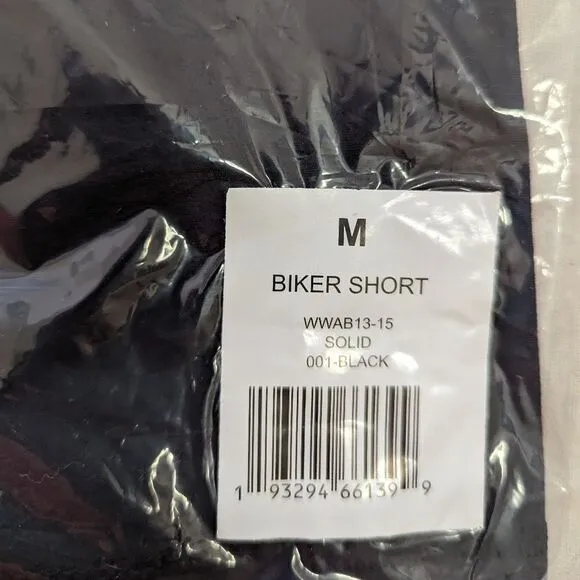 M
BIKER SHORT
WWAB13-15
SOLID
001-BLACK
1 93294 66139 9